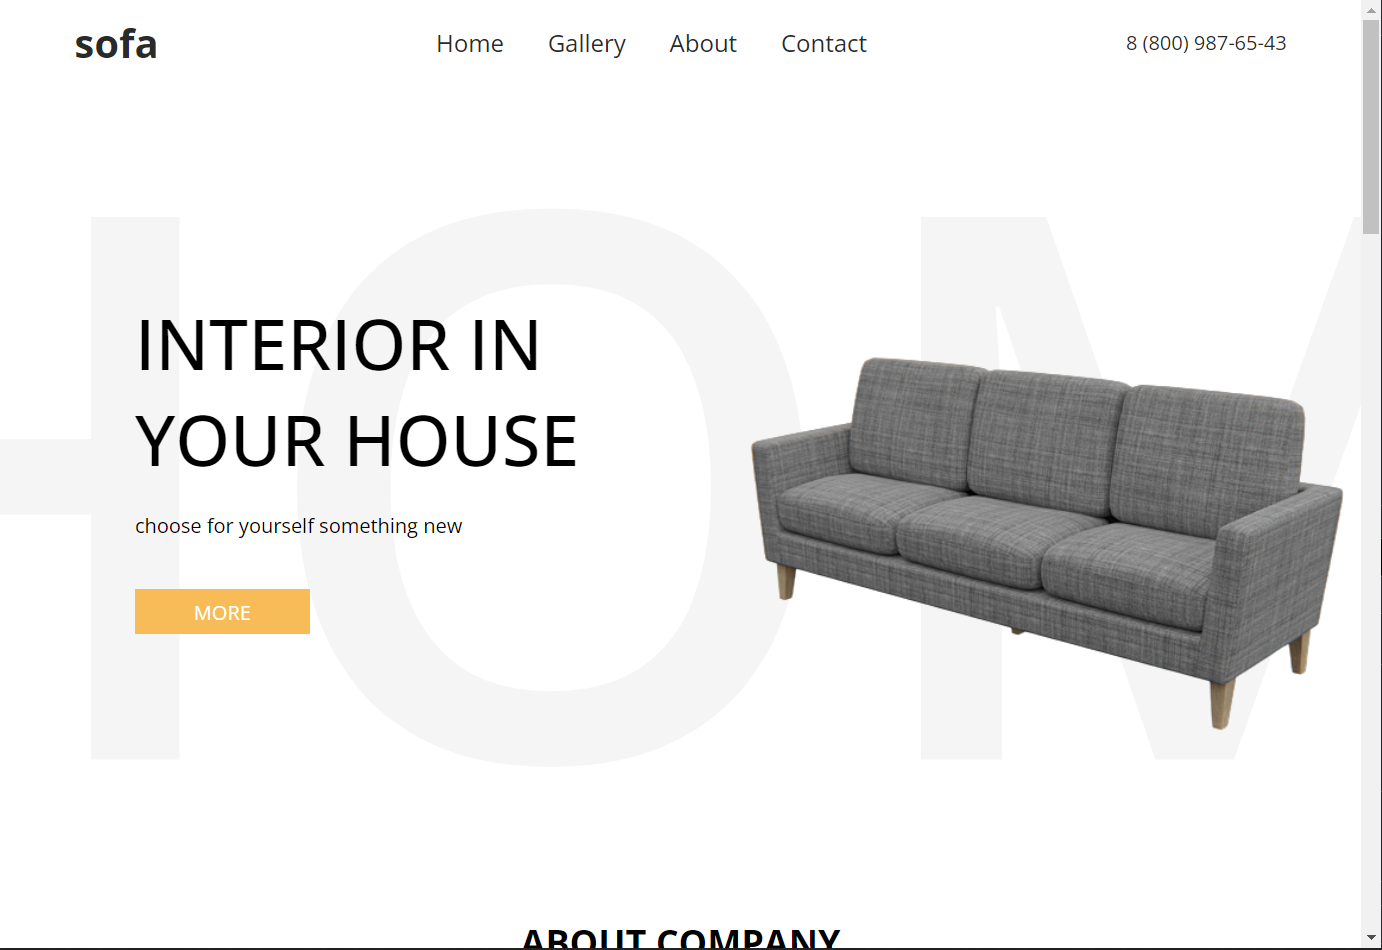 sofa
Home Gallery About Contact
8 (800) 987-65-43
HOM
INTERIOR IN
YOUR HOUSE
choose for yourself something new
MORE
ABOUT COMPANY